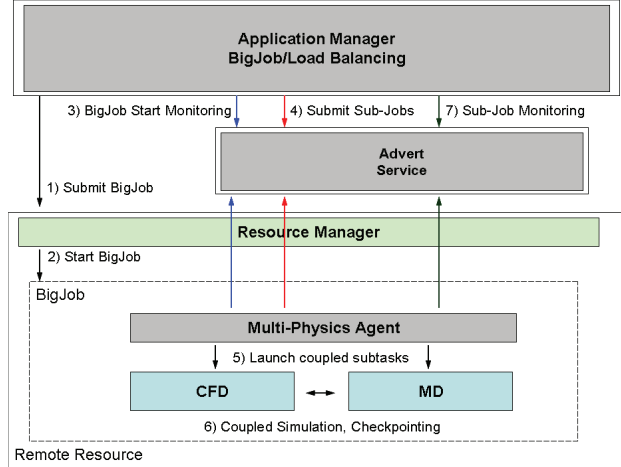 Application Manager
BigJob/Load Balancing
3) BigJob Start Monitoring
4) Submit Sub-Jobs
7) Sub-Job Monitoring
Advert
Service
1) Submit BigJob
Resource Manager
2) Start BigJob
BigJob
Multi-Physics Agent
5) Launch coupled subtasks
CFD
MD
6) Coupled Simulation, Checkpointing
Remote Resource